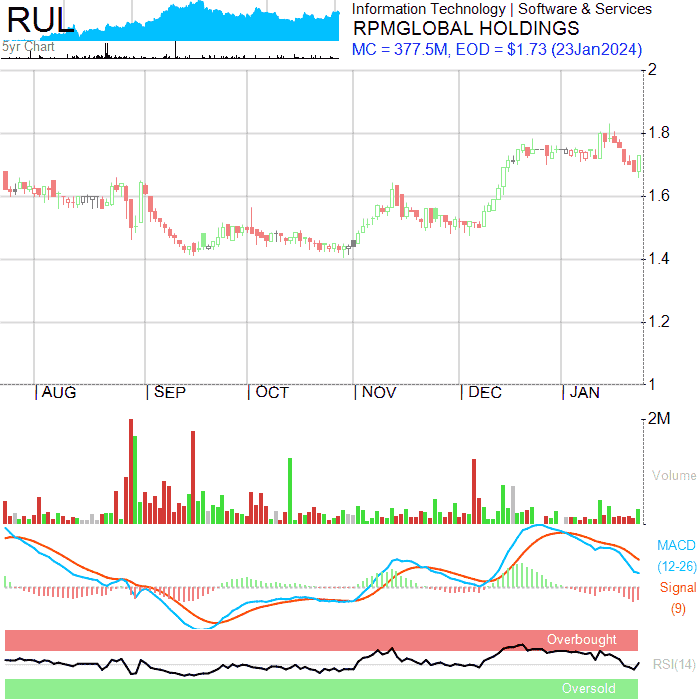 RUL
5yr Chart
Information Technology | Software & Services
RPMGLOBAL HOLDINGS
MC = 377.5M, EOD = $1.73 (23Jan2024)
2
1.8
1.6
1.4
1.2
1
| AUG | SEP | OCT | NOV | DEC | JAN
2M
Volume
MACD
(12-26)
Signal
(9)
Overbought
RSI(14)
Oversold